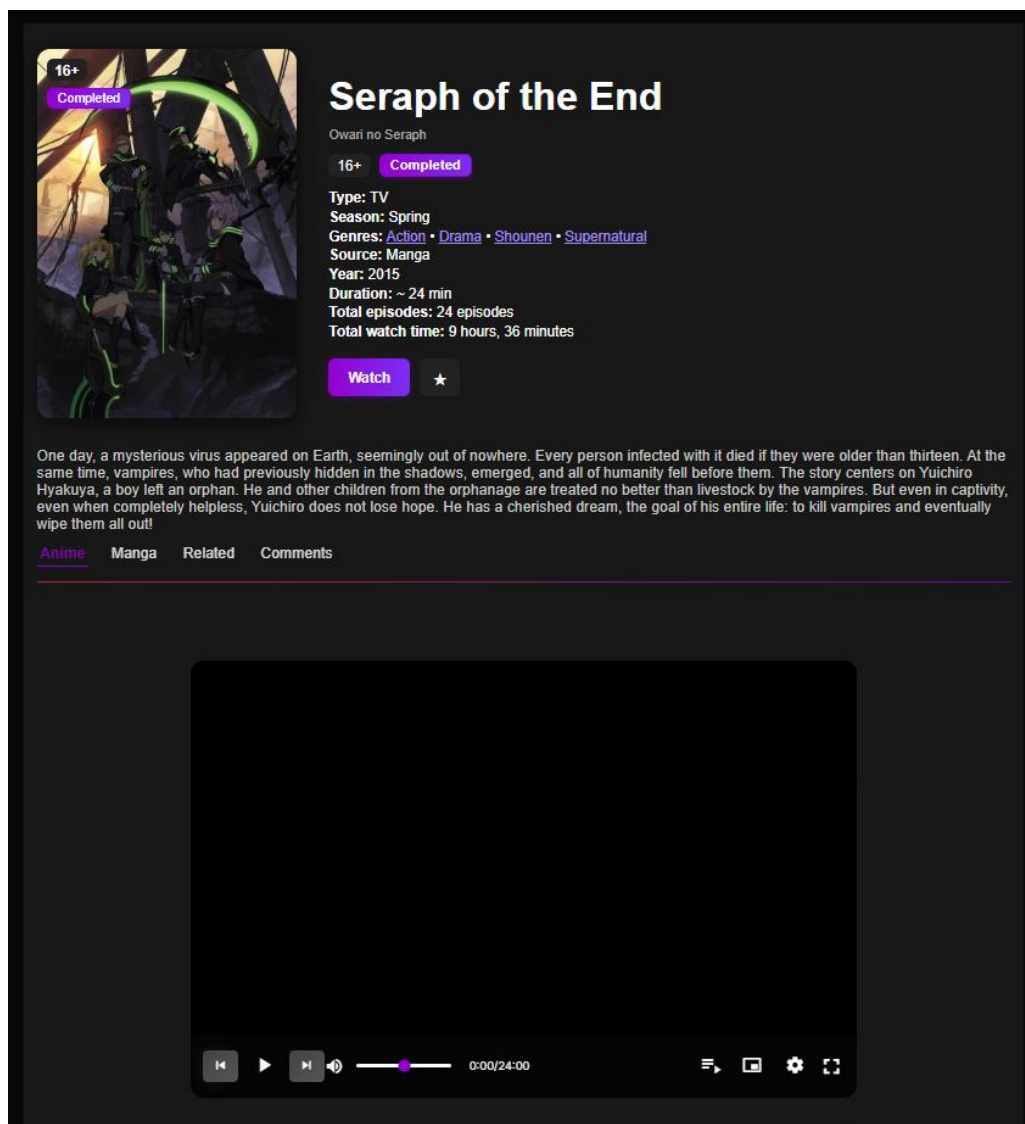 16+
Completed
Seraph of the End
Owari no Seraph
16+ Completed
Type: TV
Season: Spring
Genres: Action • Drama • Shounen • Supernatural
Source: Manga
Year: 2015
Duration: ~ 24 min
Total episodes: 24 episodes
Total watch time: 9 hours, 36 minutes
Watch ★
One day, a mysterious virus appeared on Earth, seemingly out of nowhere. Every person infected with it died if they were older than thirteen. At the
same time, vampires, who had previously hidden in the shadows, emerged, and all of humanity fell before them. The story centers on Yuichiro
Hyakuya, a boy left an orphan. He and other children from the orphanage are treated no better than livestock by the vampires. But even in captivity,
even when completely helpless, Yuichiro does not lose hope. He has a cherished dream, the goal of his entire life: to kill vampires and eventually
wipe them all out!
Anime Manga Related Comments
0:00/24:00